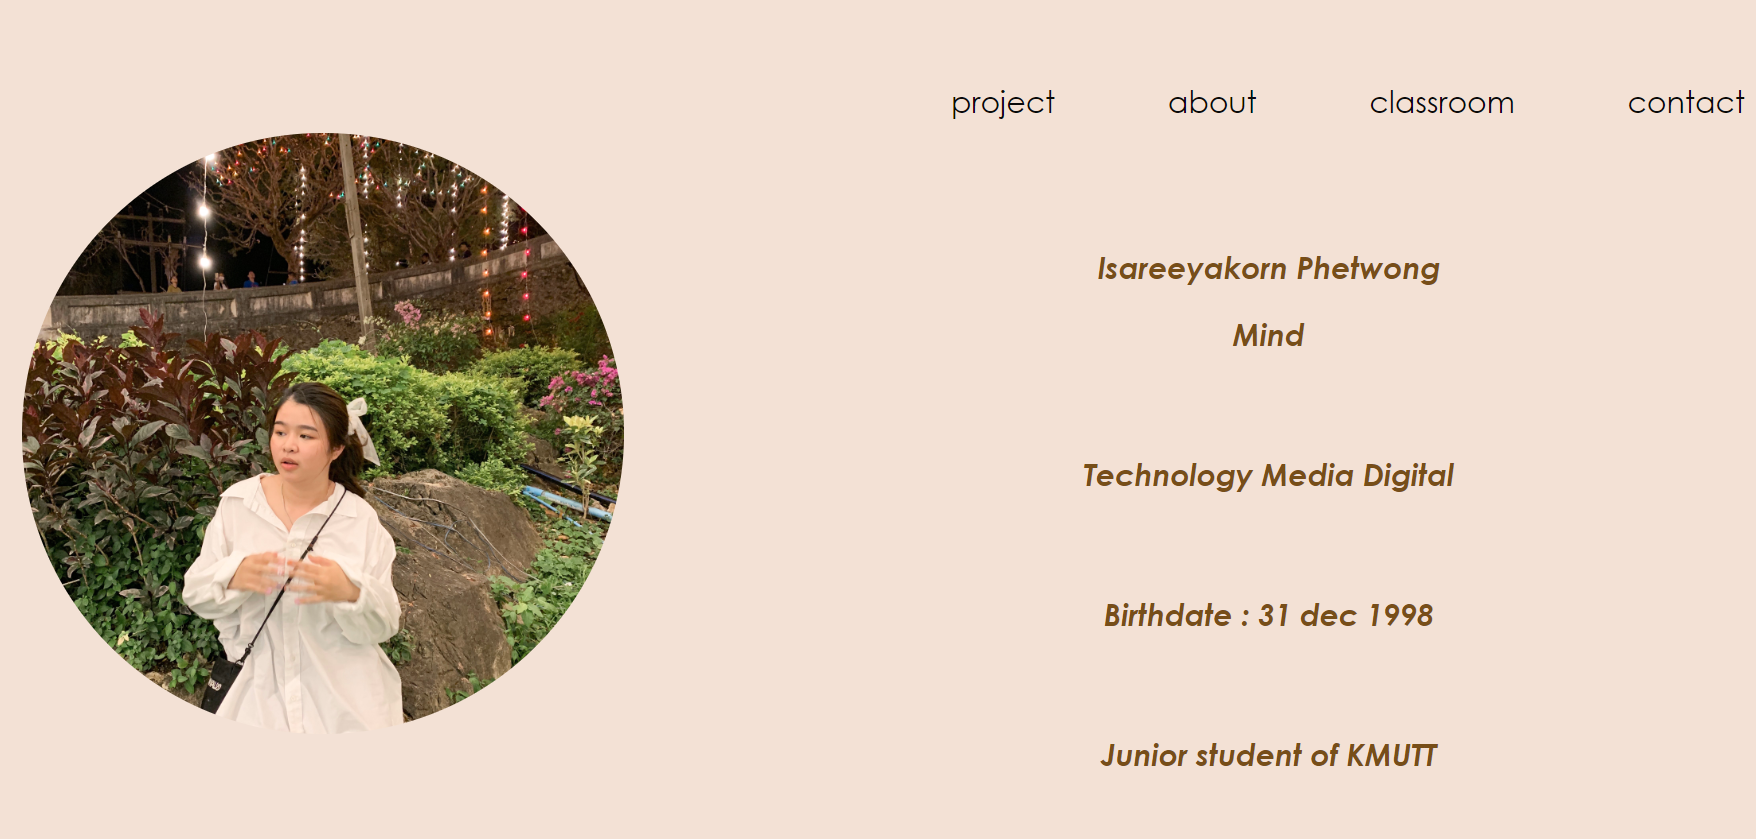 project about classroom contact
Isareeyakorn Phetwong
Mind
Technology Media Digital
Birthdate : 31 dec 1998
Junior student of KMUTT